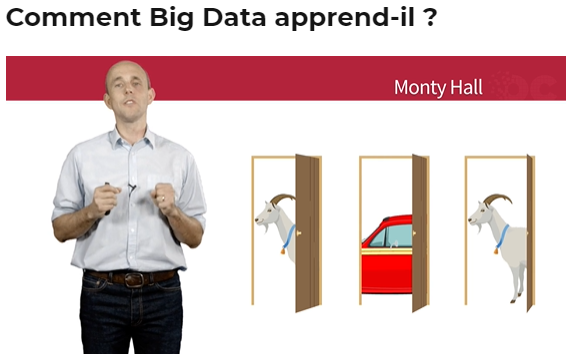 Comment Big Data apprend-il ?
Monty Hall